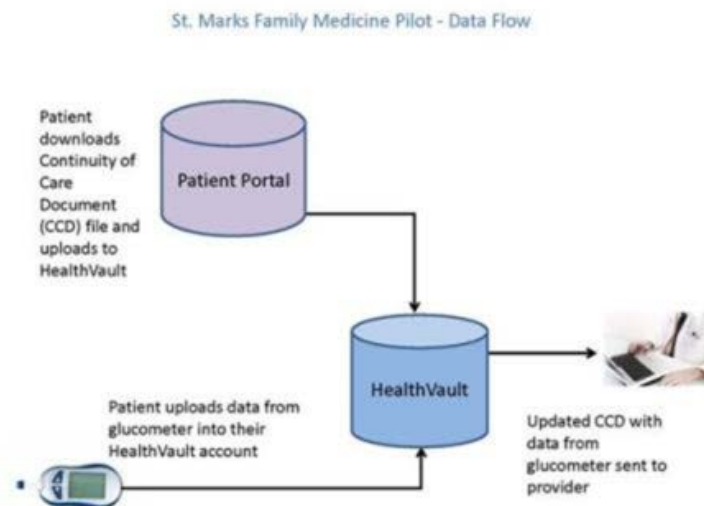 St. Marks Family Medicine Pilot - Data Flow
Patient
downloads
Continuity of
Care
Document
(CCD) file and
uploads to
HealthVault
Patient Portal
HealthVault
Patient uploads data from
glucometer into their
HealthVault account
Updated CCD with
data from
glucometer sent to
provider